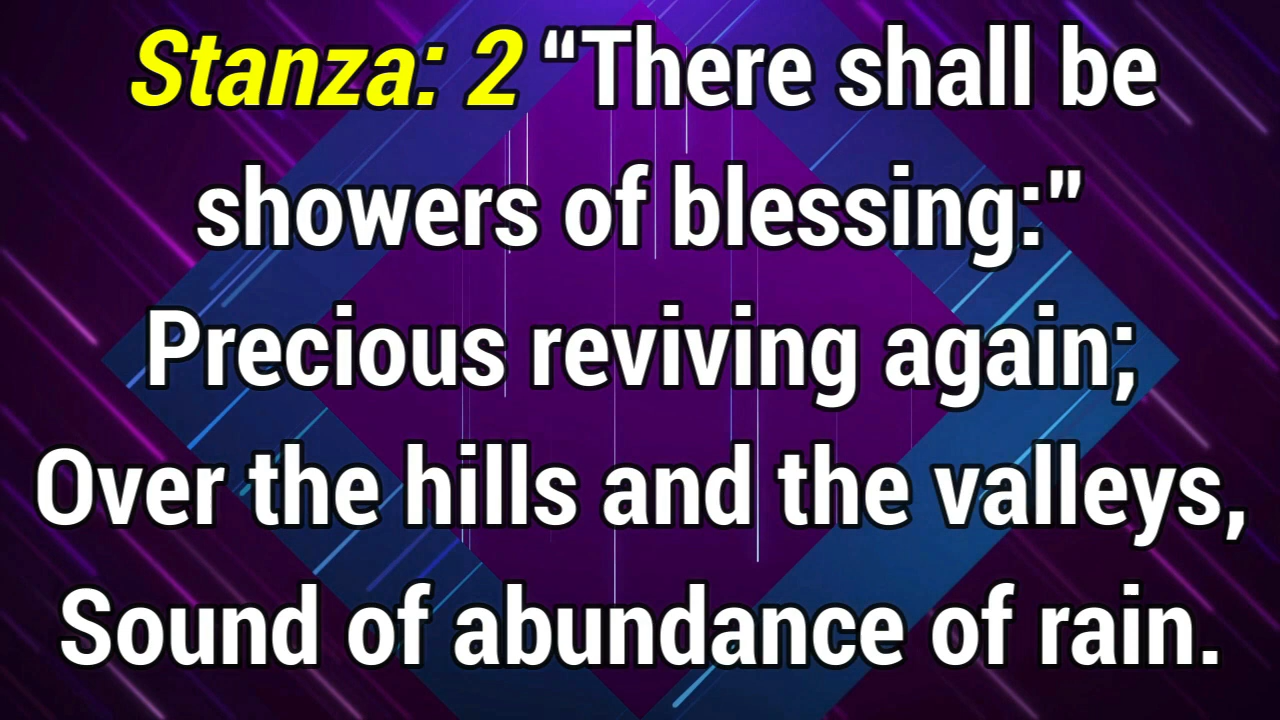 Stanza: 2 “There shall be
showers of blessing:”
Precious reviving again;
Over the hills and the valleys,
Sound of abundance of rain.